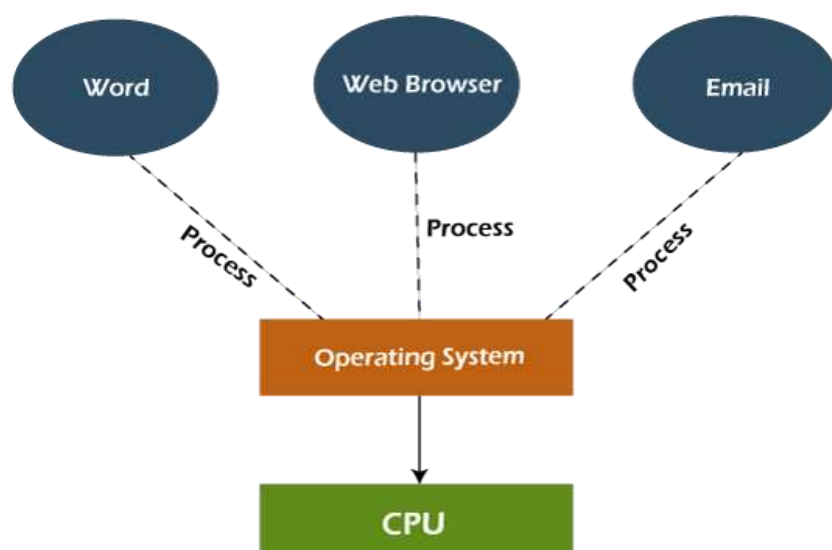 Word
Web Browser
Email
Process
Process
Process
Operating System
CPU